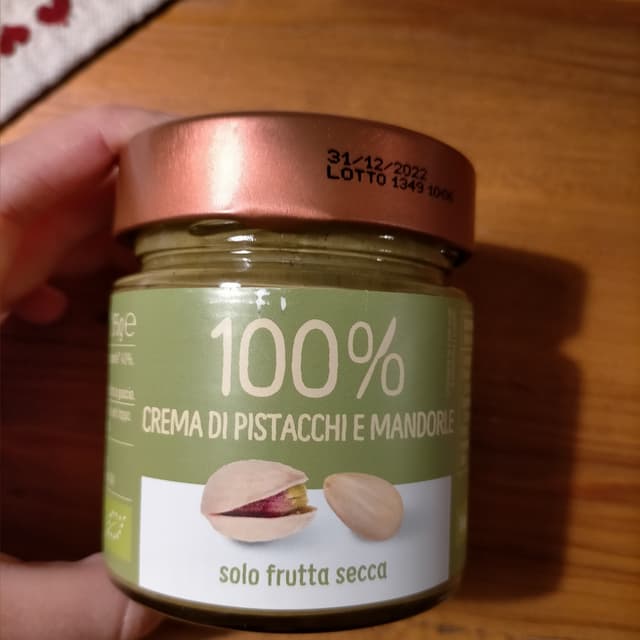 31/12/2022
LOTTO 1349
100%
CREMA DI PISTACCHI E MANDORLE
solo frutta secca